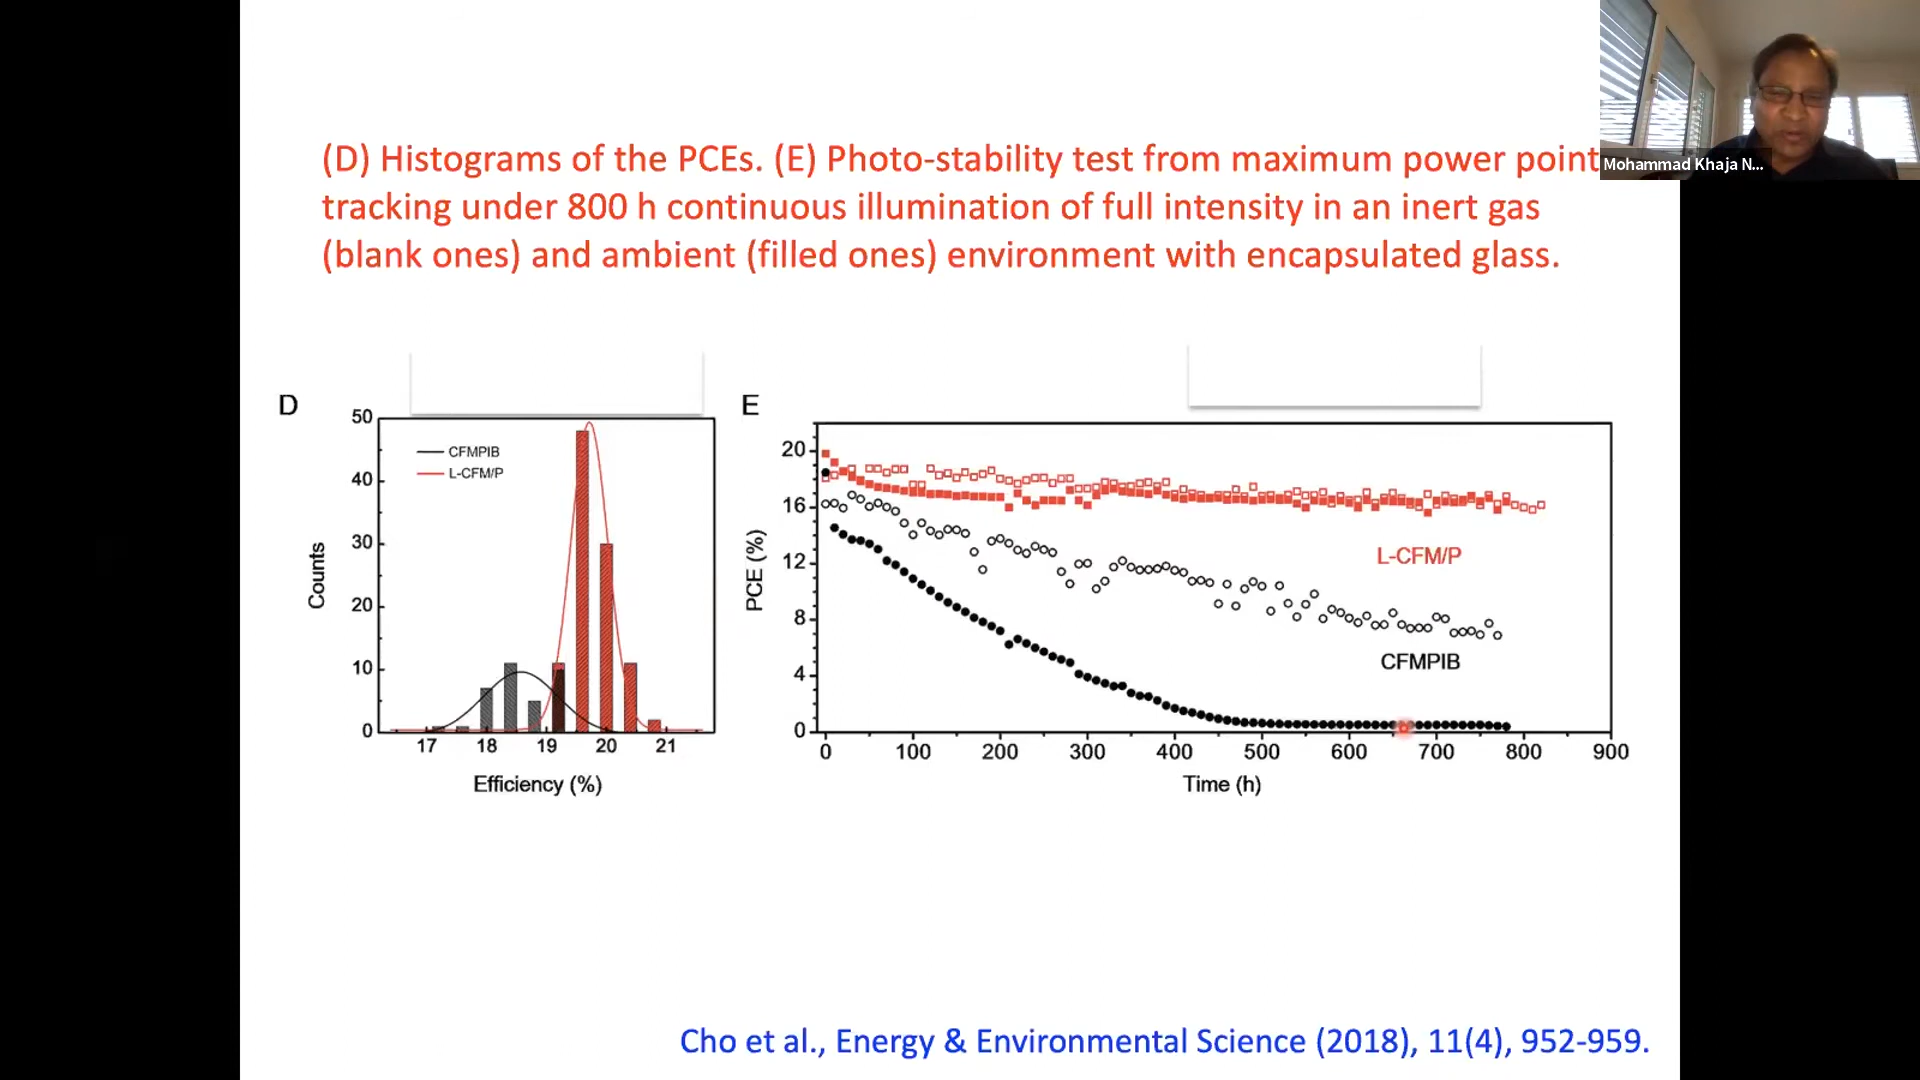 (D) Histograms of the PCEs. (E) Photo-stability test from maximum power point
tracking under 800 h continuous illumination of full intensity in an inert gas
(blank ones) and ambient (filled ones) environment with encapsulated glass.
Mohammad Khaja N...
D
50
40
30
20
10
0
Counts
CFMPIB
L-CFM/P
17 18 19 20 21
Efficiency (%)
E
20
16
12
8
4
0
PCE (%)
L-CFM/P
CFMPIB
0 100 200 300 400 500 600 700 800 900
Time (h)
Cho et al., Energy & Environmental Science (2018), 11(4), 952-959.